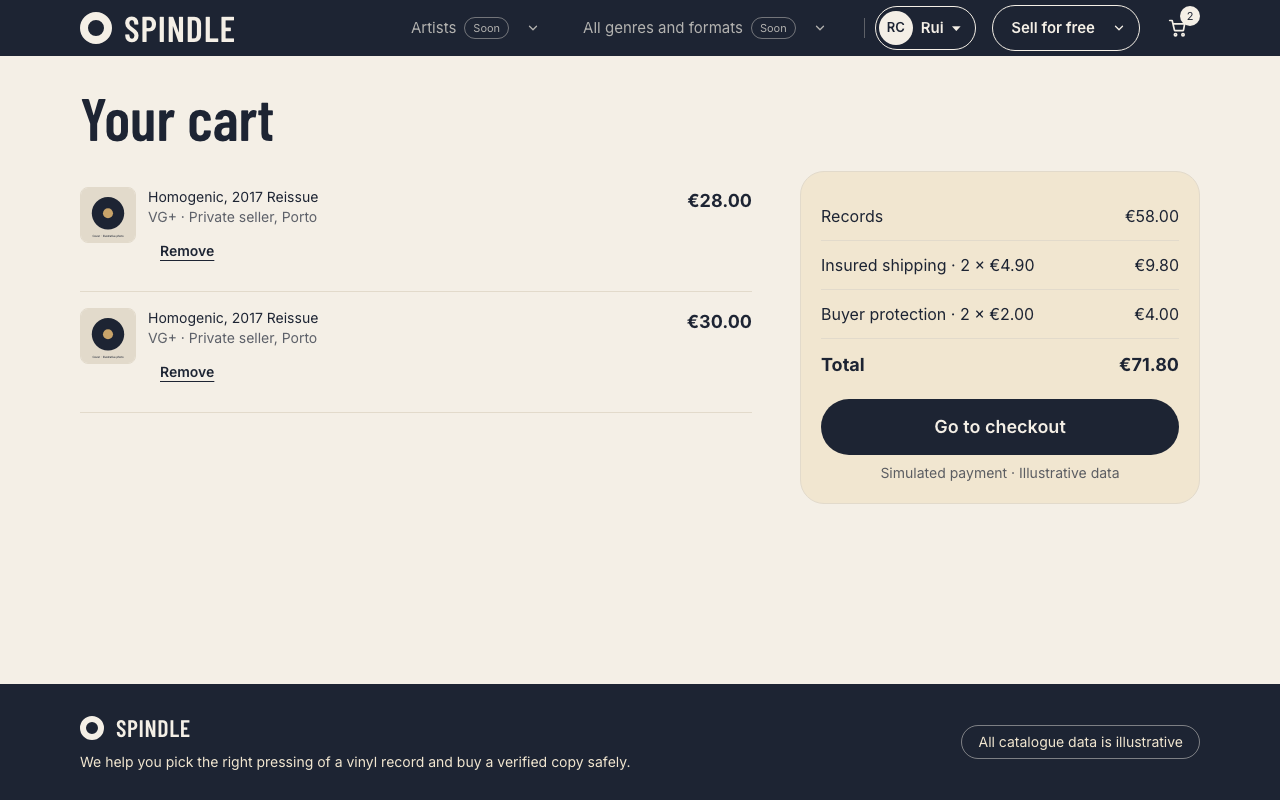 SPINDLE
Artists Soon
All genres and formats Soon
RC Rui
Sell for free
2
Your cart
Homogenic, 2017 Reissue €28.00
VG+ · Private seller, Porto
Remove
Homogenic, 2017 Reissue €30.00
VG+ · Private seller, Porto
Remove
Records €58.00
Insured shipping · 2 × €4.90 €9.80
Buyer protection · 2 × €2.00 €4.00
Total €71.80
Go to checkout
Simulated payment · Illustrative data
SPINDLE
We help you pick the right pressing of a vinyl record and buy a verified copy safely.
All catalogue data is illustrative